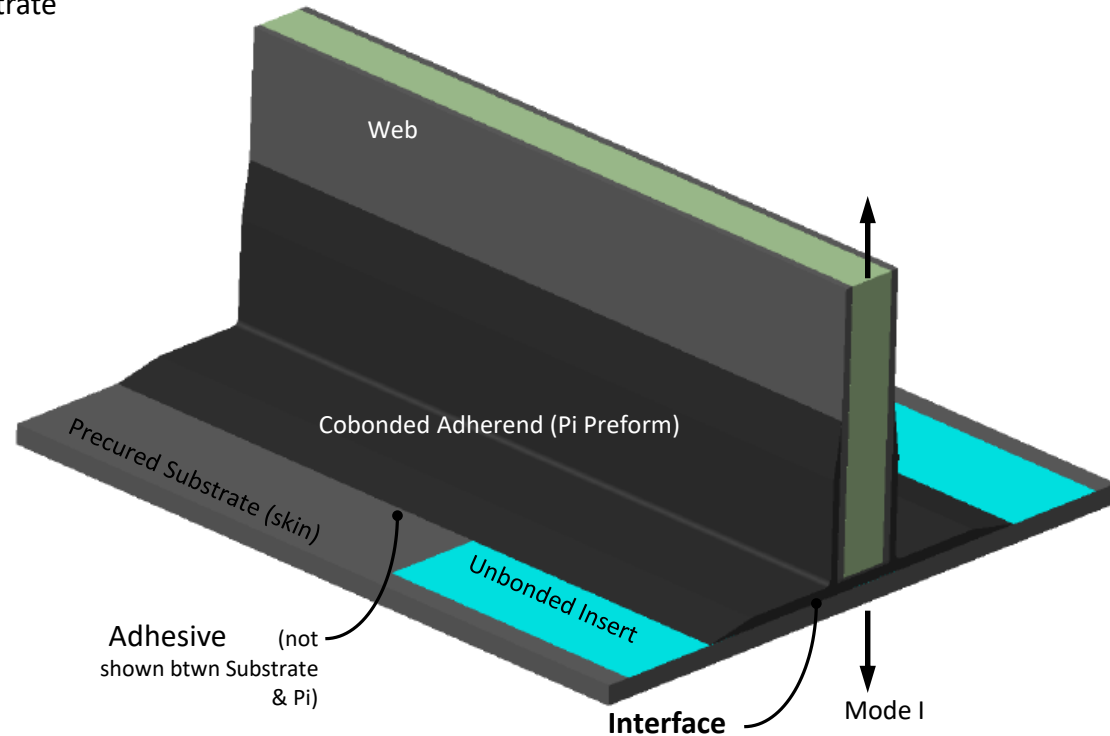 Web
Cobonded Adherend (Pi Preform)
Precured Substrate (skin)
Unbonded Insert
Adhesive (not
shown btwn Substrate
& Pi)
Interface
Mode I